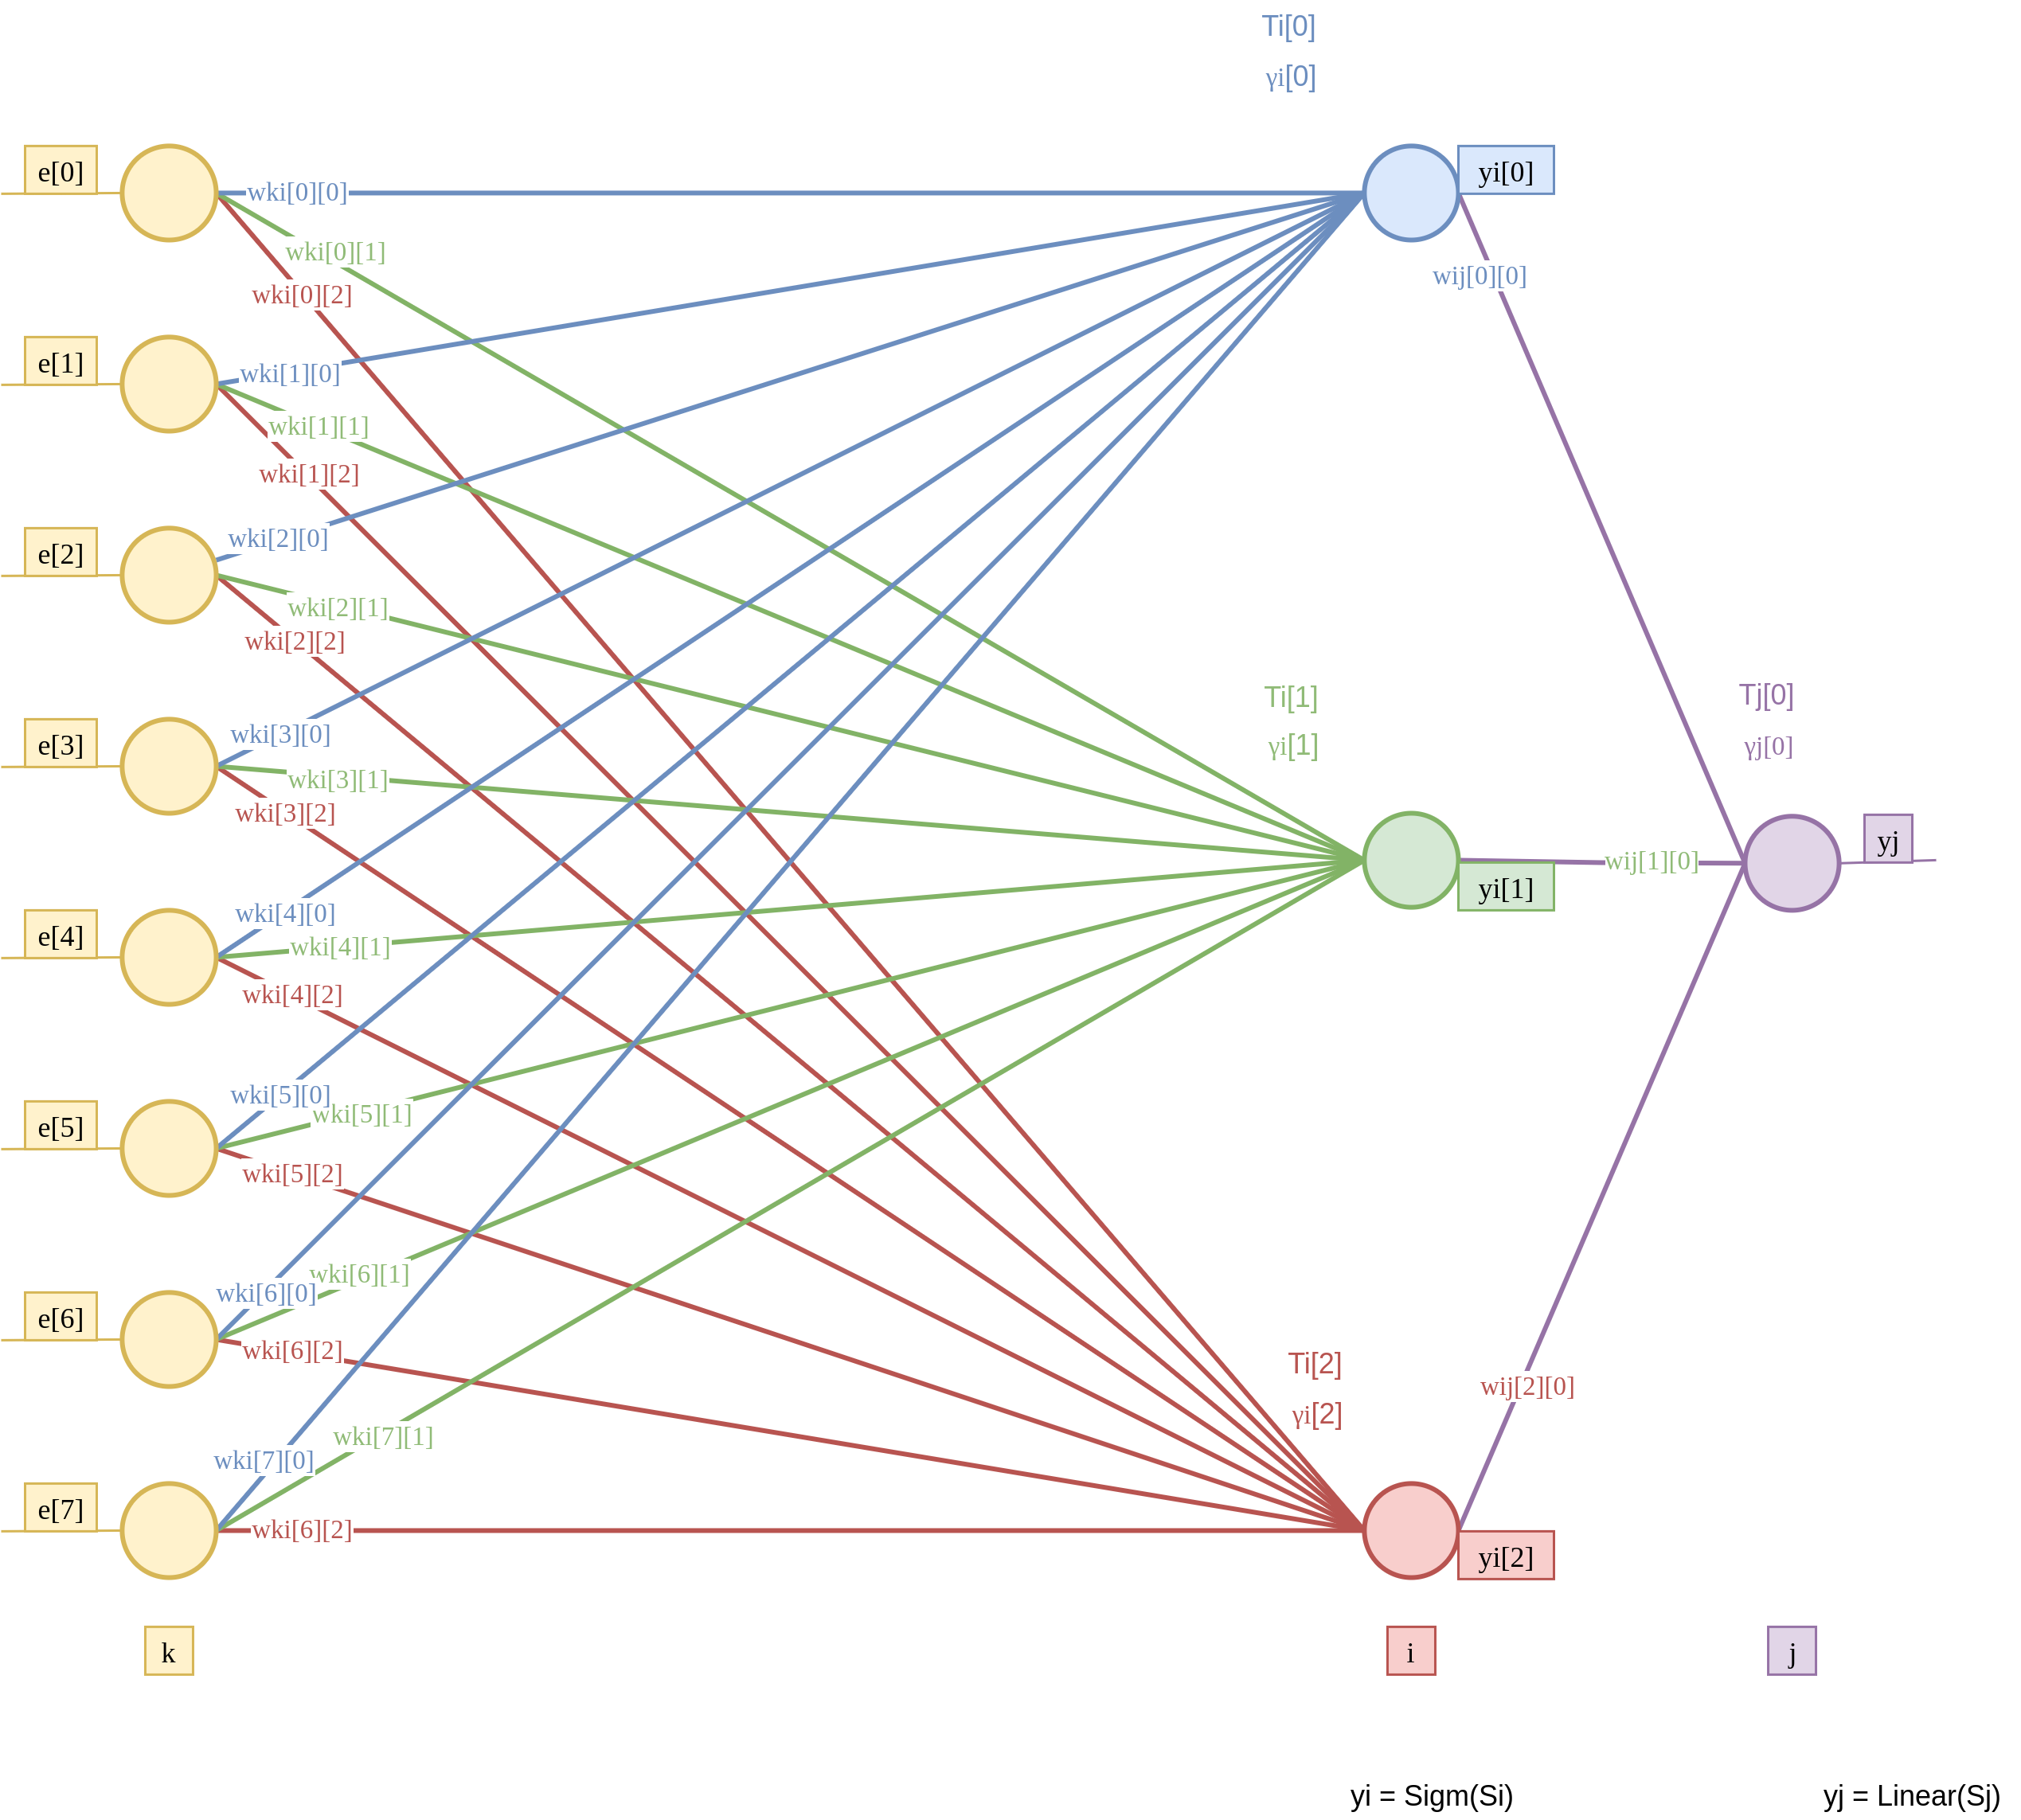 Ti[0]
γi[0]
e[0]
wki[0][0]
yi[0]
wki[0][1]
wki[0][2]
wij[0][0]
e[1]
wki[1][0]
wki[1][1]
wki[1][2]
e[2]
wki[2][0]
wki[2][1]
wki[2][2]
Ti[1]
γi[1]
Tj[0]
γj[0]
e[3]
wki[3][0]
wki[3][1]
wki[3][2]
wij[1][0]
yj
yi[1]
e[4]
wki[4][0]
wki[4][1]
wki[4][2]
e[5]
wki[5][0]
wki[5][1]
wki[5][2]
e[6]
wki[6][1]
wki[6][0]
wki[6][2]
Ti[2]
γi[2]
wij[2][0]
e[7]
wki[7][1]
wki[7][0]
wki[6][2]
yi[2]
k
i
j
yi = Sigm(Si)
yj = Linear(Sj)